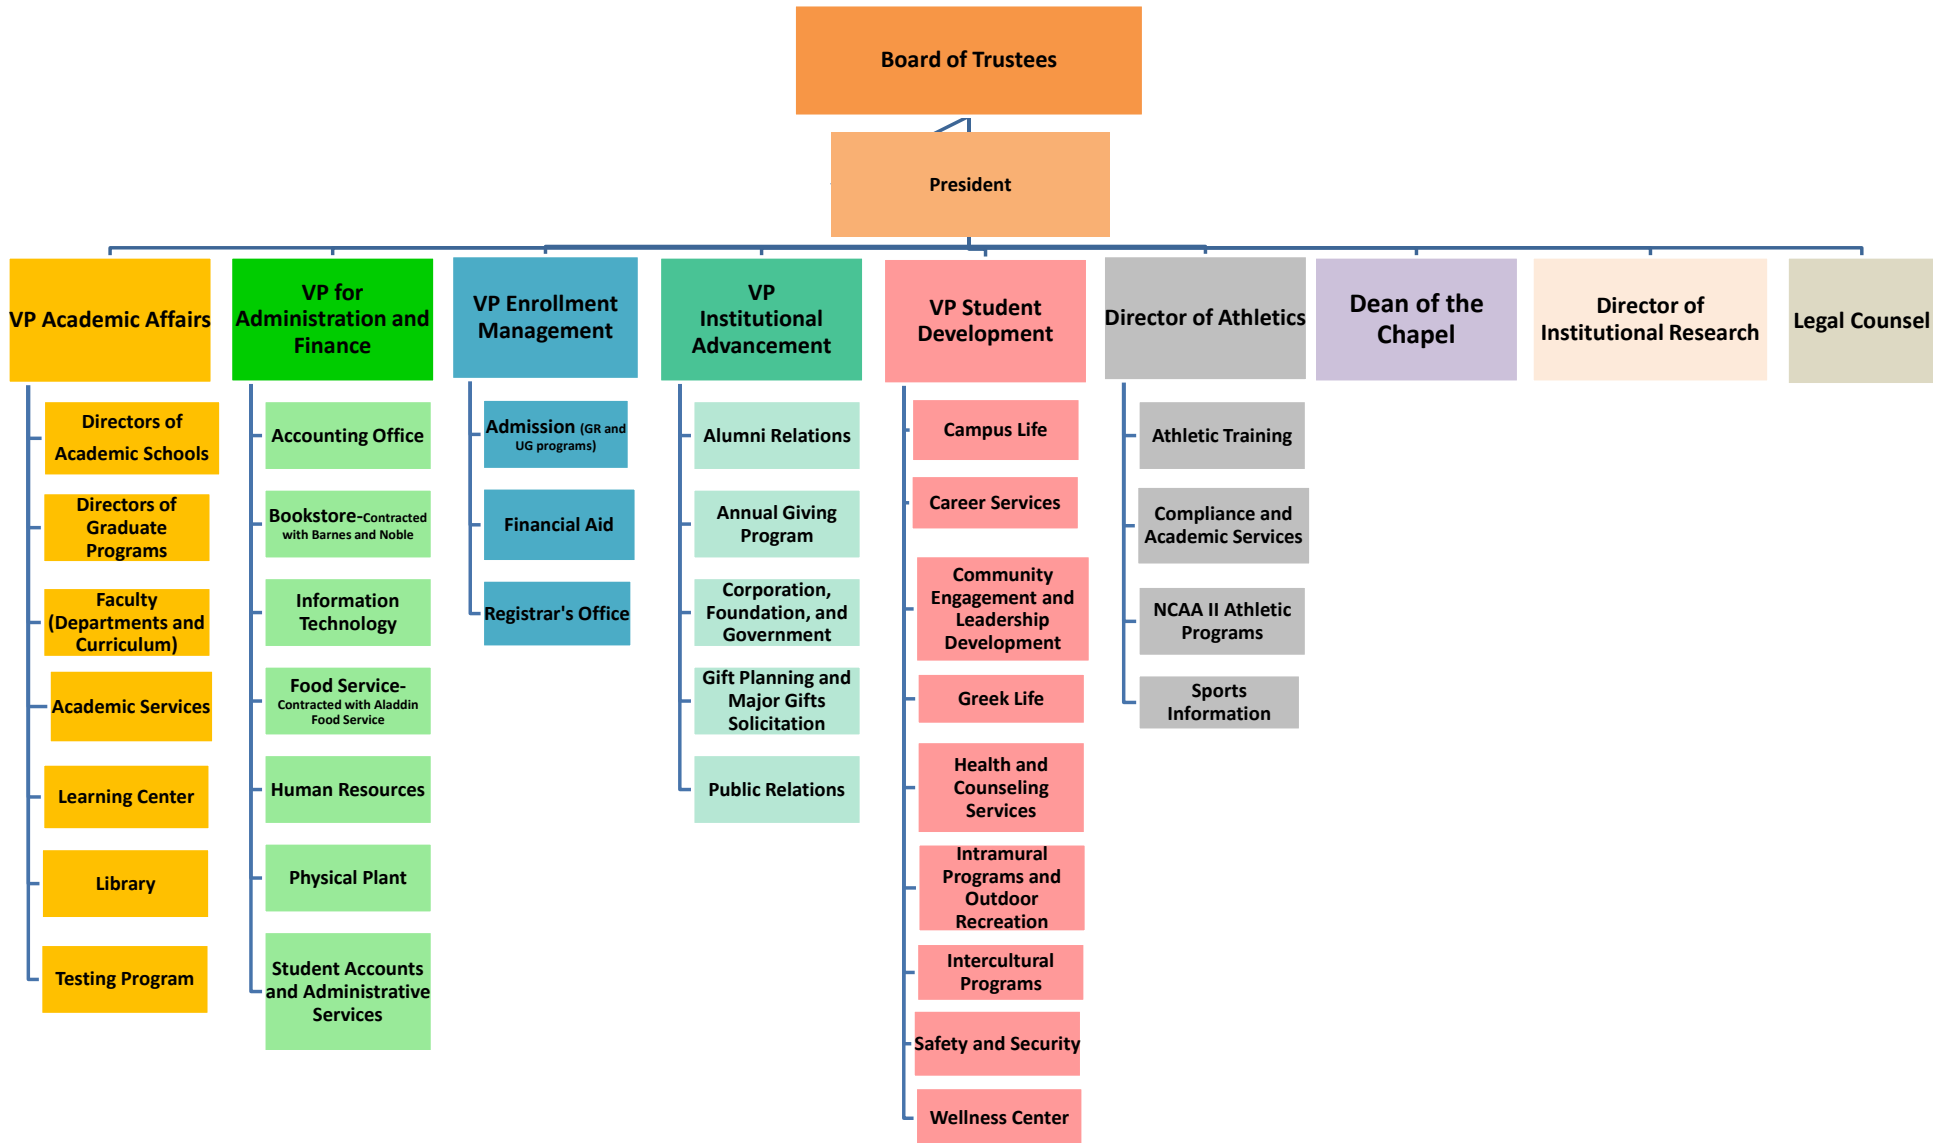 Board of Trustees
President
VP Academic Affairs
VP for
Administration and
Finance
VP Enrollment
Management
VP
Institutional
Advancement
VP Student
Development
Director of Athletics
Dean of the
Chapel
Director of
Institutional Research
Legal Counsel
Directors of
Academic Schools
Directors of
Graduate
Programs
Faculty
(Departments and
Curriculum)
Academic Services
Learning Center
Library
Testing Program
Accounting Office
Bookstore-Contracted
with Barnes and Noble
Information
Technology
Food Service-
Contracted with Aladdin
Food Service
Human Resources
Physical Plant
Student Accounts
and Administrative
Services
Admission (GR and
UG programs)
Financial Aid
Registrar's Office
Alumni Relations
Annual Giving
Program
Corporation,
Foundation, and
Government
Gift Planning and
Major Gifts
Solicitation
Public Relations
Campus Life
Career Services
Community
Engagement and
Leadership
Development
Greek Life
Health and
Counseling
Services
Intramural
Programs and
Outdoor
Recreation
Intercultural
Programs
Safety and Security
Wellness Center
Athletic Training
Compliance and
Academic Services
NCAA II Athletic
Programs
Sports
Information